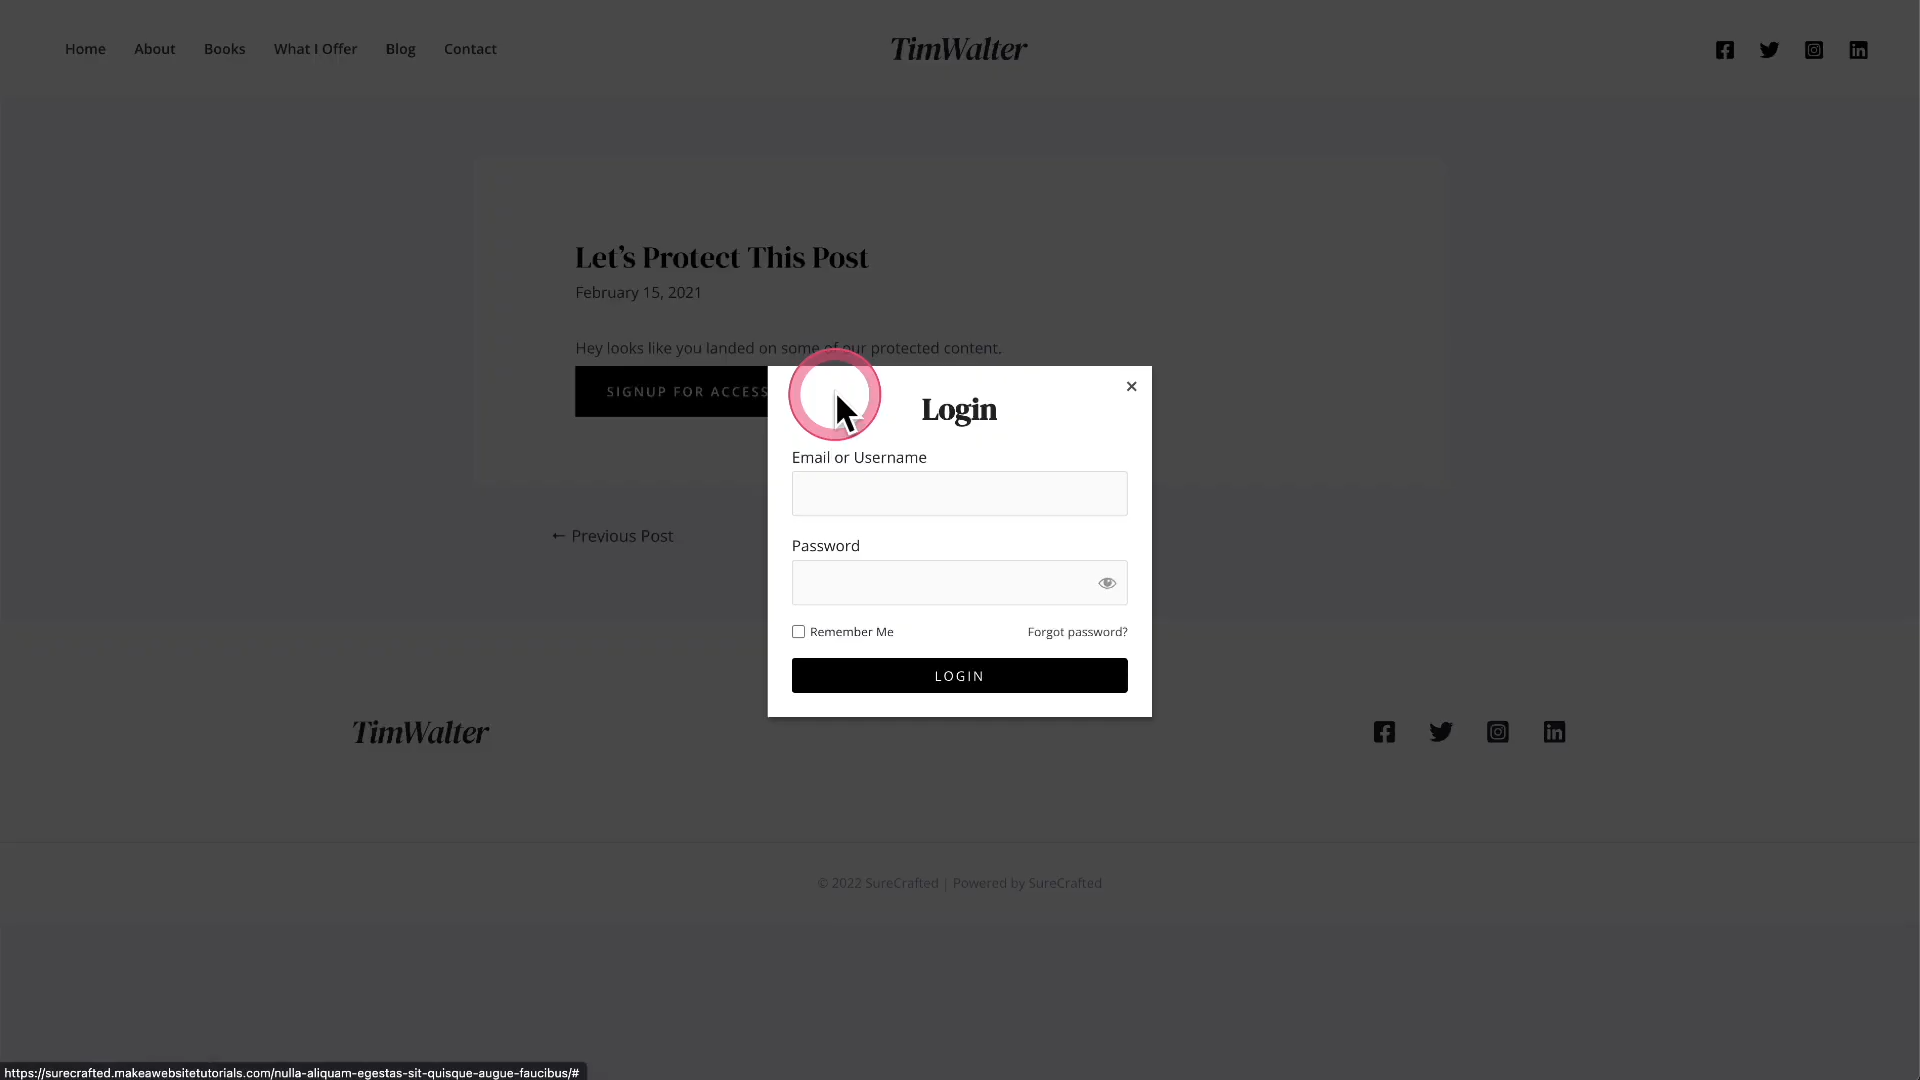 Home About Books What I Offer Blog Contact
TimWalter
Let’s Protect This Post
February 15, 2021
Hey looks like you landed on some of our protected content.
SIGNUP FOR ACCESS
Login
Email or Username
Password
Remember Me Forgot password?
LOGIN
← Previous Post
TimWalter
© 2022 SureCrafted | Powered by SureCrafted
https://surecrafted.makeawebsitetutorials.com/nulla-aliquam-egestas-sit-quisque-augue-faucibus/#